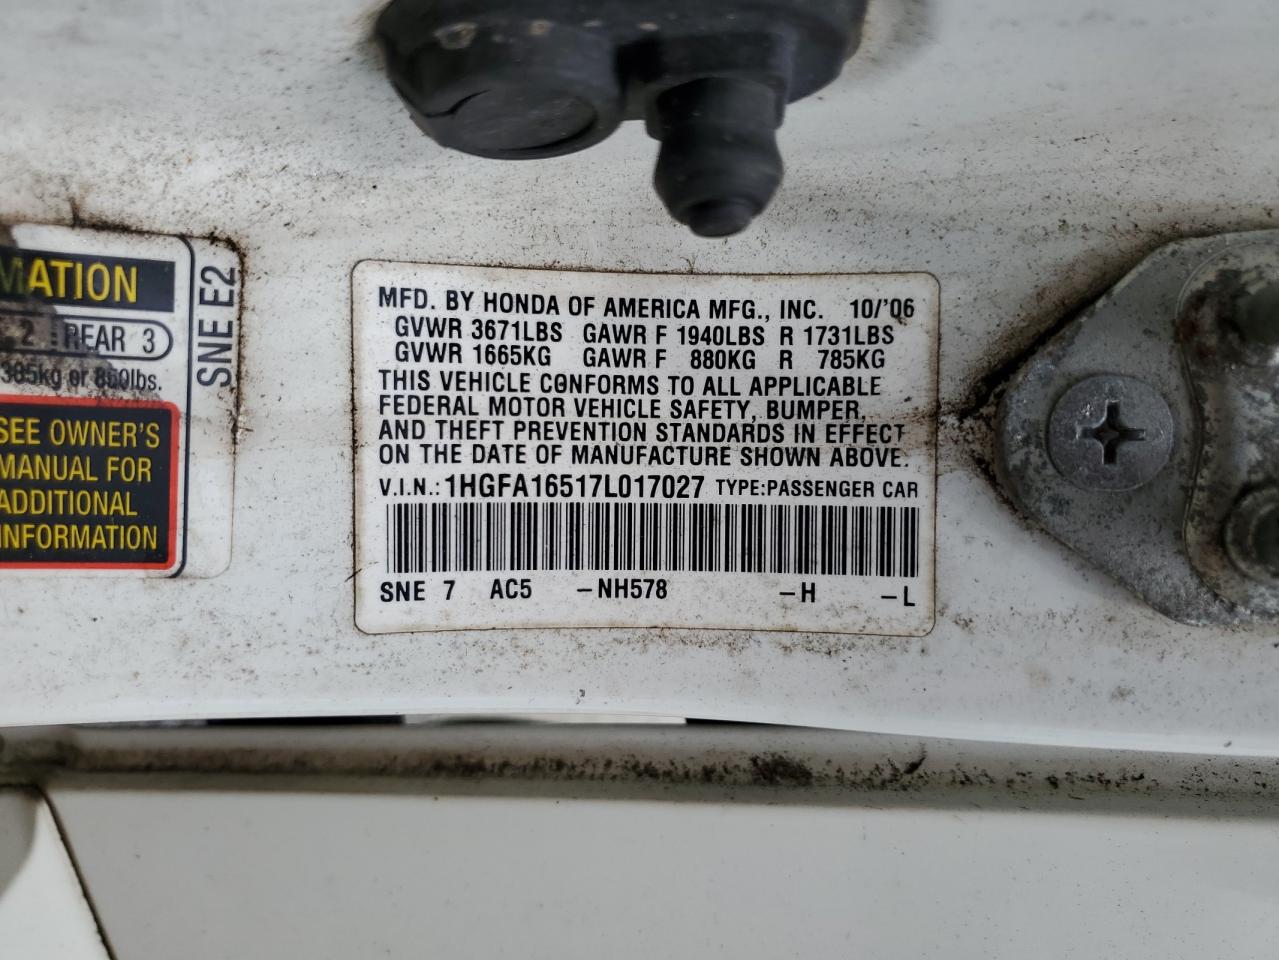 MATION
2 REAR 3
385kg or 850lbs.
SEE OWNER'S
MANUAL FOR
ADDITIONAL
INFORMATION
SNE E2
MFD. BY HONDA OF AMERICA MFG., INC. 10/'06
GVWR 3671LBS GAWR F 1940LBS R 1731LBS
GVWR 1665KG GAWR F 880KG R 785KG
THIS VEHICLE CONFORMS TO ALL APPLICABLE
FEDERAL MOTOR VEHICLE SAFETY, BUMPER,
AND THEFT PREVENTION STANDARDS IN EFFECT
ON THE DATE OF MANUFACTURE SHOWN ABOVE.
V.I.N.: 1HGFA16517L017027 TYPE:PASSENGER CAR
SNE 7 AC5 -NH578 -H -L